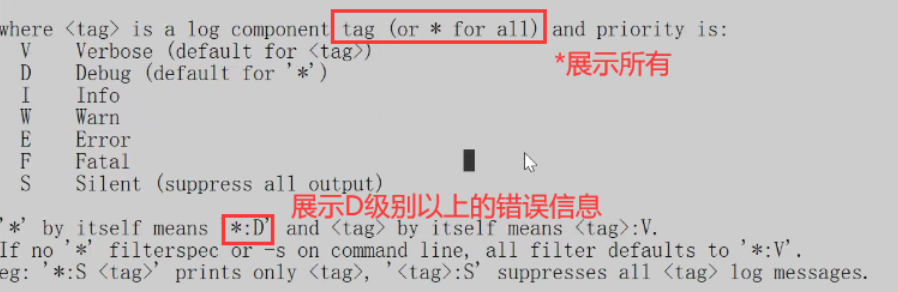 where <tag> is a log component tag (or * for all) and priority is:
V Verbose (default for <tag>)
*展示所有
D Debug (default for '*')
I Info
W Warn
E Error
F Fatal
S Silent (suppress all output)
展示D级别以上的错误信息
'*' by itself means '*:D' and <tag> by itself means <tag>:V.
If no '*' filterspec or -s on command line, all filter defaults to '*:V'.
eg: '*:S <tag>' prints only <tag>, '<tag>:S' suppresses all <tag> log messages.